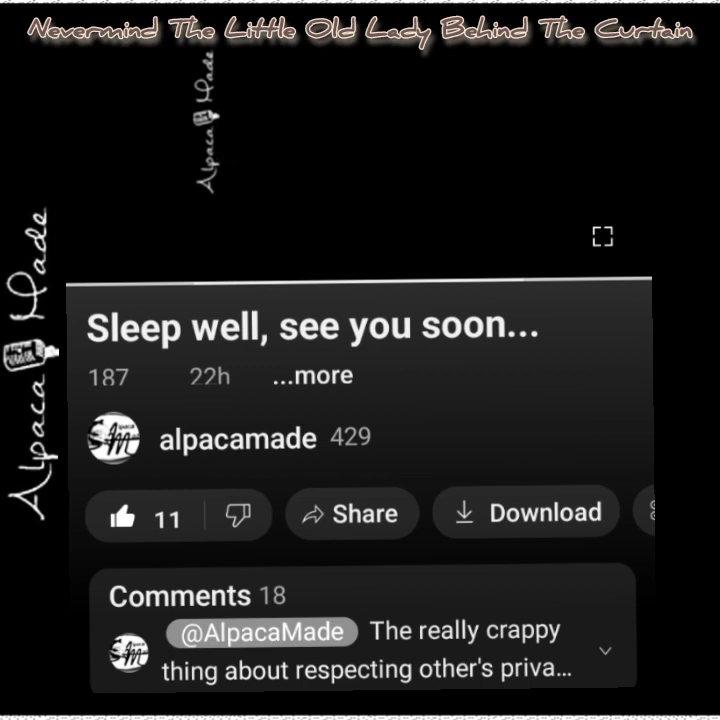 Nevermind The Little Old Lady Behind The Curtain
Alpaca Made
Alpaca Made
Sleep well, see you soon...
187 22h ...more
alpacamade 429
11 Share Download
Comments 18
@AlpacaMade The really crappy
thing about respecting other's priva...